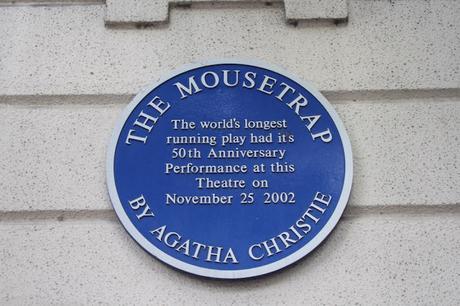 THE MOUSETRAP
The world's longest
running play had it's
50th Anniversary
Performance at this
Theatre on
November 25 2002
BY AGATHA CHRISTIE